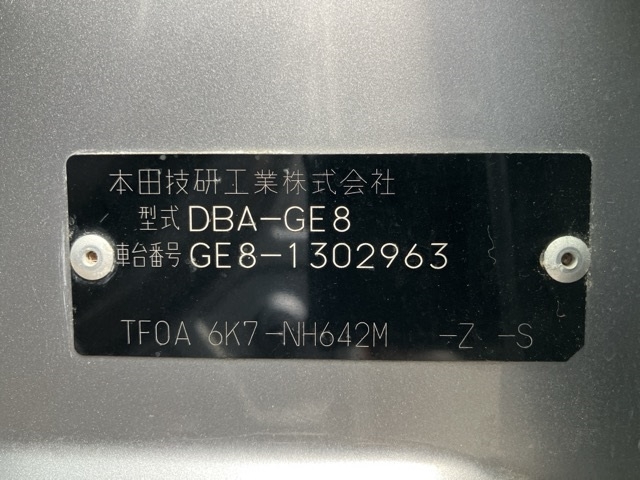 本田技研工業株式会社
型式 DBA-GE8
車台番号 GE8-1302963
TF0A 6K7-NH642M -Z -S